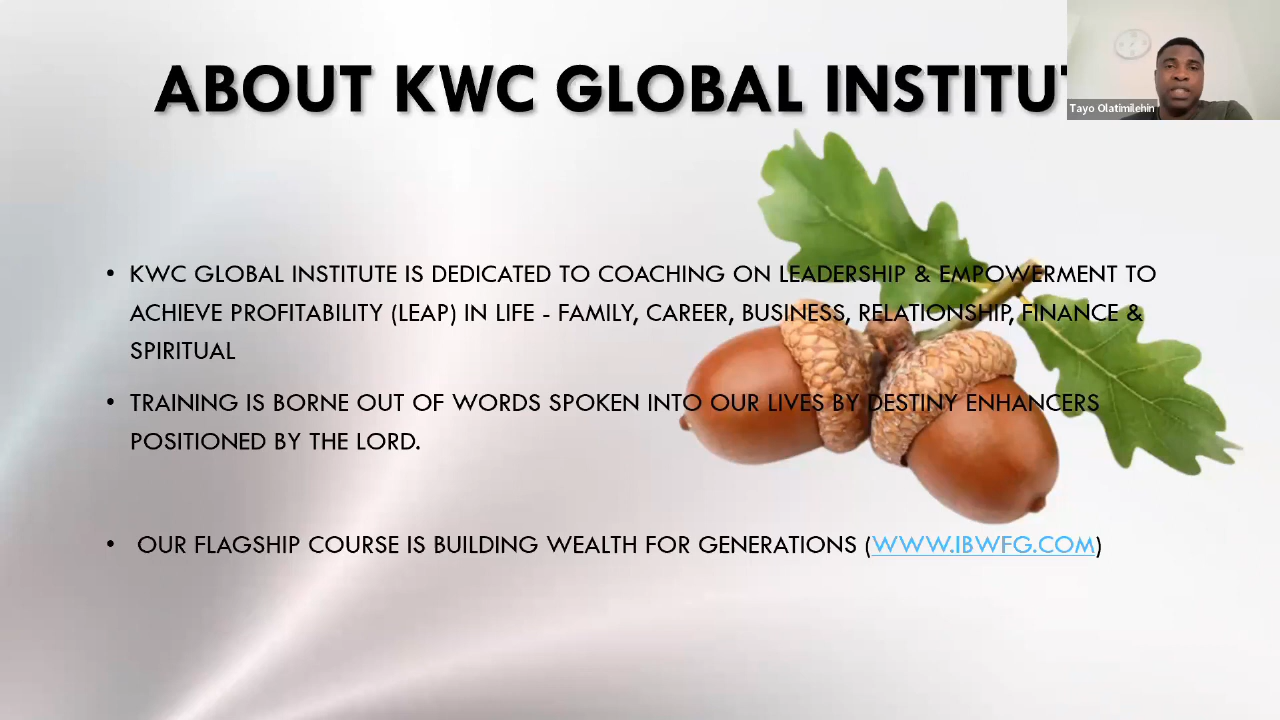 ABOUT KWC GLOBAL INSTITUT
Tayo Olatimilehin
• KWC GLOBAL INSTITUTE IS DEDICATED TO COACHING ON LEADERSHIP & EMPOWERMENT TO
ACHIEVE PROFITABILITY (LEAP) IN LIFE - FAMILY, CAREER, BUSINESS, RELATIONSHIP, FINANCE &
SPIRITUAL
• TRAINING IS BORNE OUT OF WORDS SPOKEN INTO OUR LIVES BY DESTINY ENHANCERS
POSITIONED BY THE LORD.
• OUR FLAGSHIP COURSE IS BUILDING WEALTH FOR GENERATIONS (WWW.IBWFG.COM)